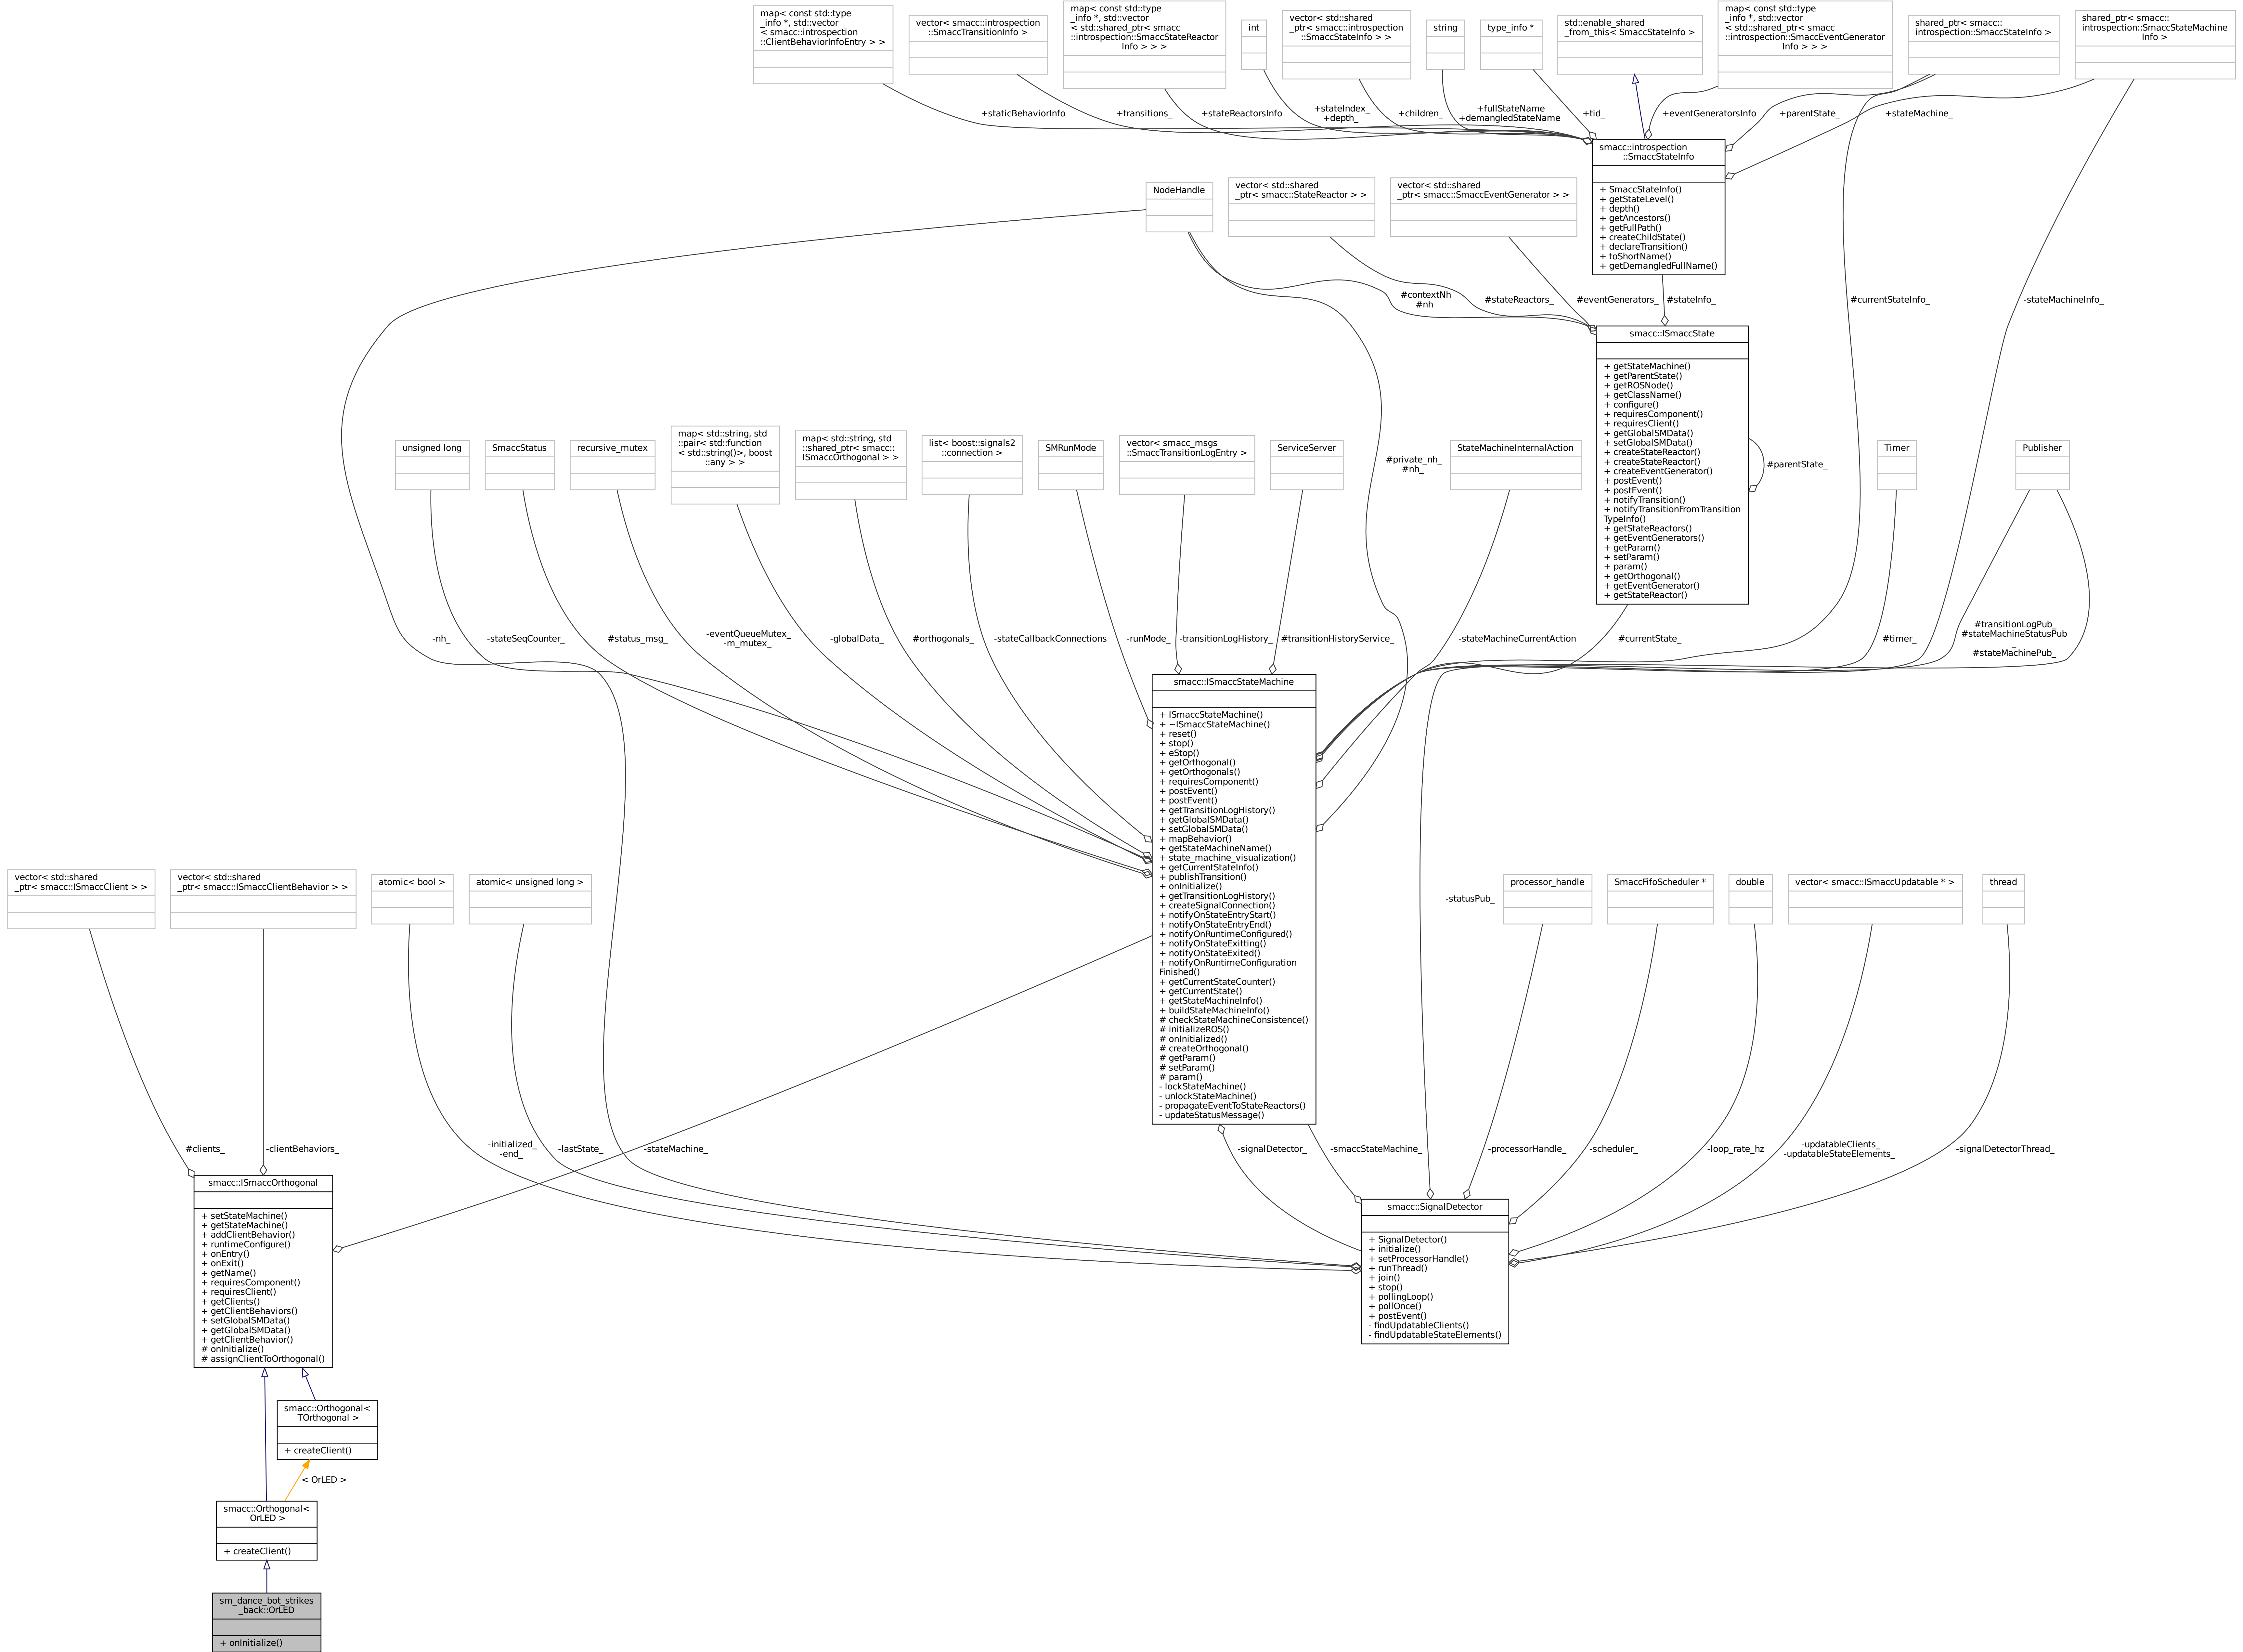 map< const std::type
_info *, std::vector
< smacc::introspection
::ClientBehaviorInfoEntry > >
vector< smacc::introspection
::SmaccTransitionInfo >
map< const std::type
_info *, std::vector
< std::shared_ptr< smacc
::introspection::SmaccStateReactor
Info > > >
int
vector< std::shared
_ptr< smacc::introspection
::SmaccStateInfo > >
string
type_info *
std::enable_shared
_from_this< SmaccStateInfo >
map< const std::type
_info *, std::vector
< std::shared_ptr< smacc
::introspection::SmaccEventGenerator
Info > > >
shared_ptr< smacc::
introspection::SmaccStateInfo >
shared_ptr< smacc::
introspection::SmaccStateMachine
Info >
+staticBehaviorInfo
+transitions_
+stateReactorsInfo
+stateIndex_
+depth_
+children_
+fullStateName
+demangledStateName
+tid_
+eventGeneratorsInfo
+parentState_
+stateMachine_
smacc::introspection
::SmaccStateInfo
+ SmaccStateInfo()
+ getStateLevel()
+ depth()
+ getAncestors()
+ getFullPath()
+ createChildState()
+ declareTransition()
+ toShortName()
+ getDemangledFullName()
NodeHandle
vector< std::shared
_ptr< smacc::StateReactor > >
vector< std::shared
_ptr< smacc::SmaccEventGenerator > >
#contextNh
#nh
#stateReactors_
#eventGenerators_
#stateInfo_
#currentStateInfo_
-stateMachineInfo_
smacc::ISmaccState
+ getStateMachine()
+ getParentState()
+ getROSNode()
+ getClassName()
+ configure()
+ requiresComponent()
+ requiresClient()
+ getGlobalSMData()
+ setGlobalSMData()
+ createStateReactor()
+ createStateReactor()
+ createEventGenerator()
+ postEvent()
+ postEvent()
+ notifyTransition()
+ notifyTransitionFromTransition
TypeInfo()
+ getStateReactors()
+ getEventGenerators()
+ getParam()
+ setParam()
+ param()
+ getOrthogonal()
+ getEventGenerator()
+ getStateReactor()
#parentState_
unsigned long
SmaccStatus
recursive_mutex
map< std::string, std
::pair< std::function
< std::string()>, boost
::any > >
map< std::string, std
::shared_ptr< smacc::
ISmaccOrthogonal > >
list< boost::signals2
::connection >
SMRunMode
vector< smacc_msgs
::SmaccTransitionLogEntry >
ServiceServer
#private_nh_
#nh_
StateMachineInternalAction
Timer
Publisher
-nh_
-stateSeqCounter_
#status_msg_
-eventQueueMutex_
-m_mutex_
-globalData_
#orthogonals_
-stateCallbackConnections
-runMode_
-transitionLogHistory_
#transitionHistoryService_
-stateMachineCurrentAction
#currentState_
#timer_
#transitionLogPub_
#stateMachineStatusPub
_
#stateMachinePub_
smacc::ISmaccStateMachine
+ ISmaccStateMachine()
+ ~ISmaccStateMachine()
+ reset()
+ stop()
+ eStop()
+ getOrthogonal()
+ getOrthogonals()
+ requiresComponent()
+ postEvent()
+ postEvent()
+ getTransitionLogHistory()
+ getGlobalSMData()
+ setGlobalSMData()
+ mapBehavior()
+ getStateMachineName()
+ state_machine_visualization()
+ getCurrentStateInfo()
+ publishTransition()
+ onInitialize()
+ getTransitionLogHistory()
+ createSignalConnection()
+ notifyOnStateEntryStart()
+ notifyOnStateEntryEnd()
+ notifyOnRuntimeConfigured()
+ notifyOnStateExitting()
+ notifyOnStateExited()
+ notifyOnRuntimeConfiguration
Finished()
+ getCurrentStateCounter()
+ getCurrentState()
+ getStateMachineInfo()
+ buildStateMachineInfo()
# checkStateMachineConsistence()
# initializeROS()
# onInitialized()
# createOrthogonal()
# getParam()
# setParam()
# param()
- lockStateMachine()
- unlockStateMachine()
- propagateEventToStateReactors()
- updateStatusMessage()
vector< std::shared
_ptr< smacc::ISmaccClient > >
vector< std::shared
_ptr< smacc::ISmaccClientBehavior > >
atomic< bool >
atomic< unsigned long >
-statusPub_
processor_handle
SmaccFifoScheduler *
double
vector< smacc::ISmaccUpdatable * >
thread
#clients_
-clientBehaviors_
-initialized_
-end_
-lastState_
-stateMachine_
-signalDetector_
-smaccStateMachine_
-processorHandle_
-scheduler_
-loop_rate_hz
-updatableClients_
-updatableStateElements_
-signalDetectorThread_
smacc::ISmaccOrthogonal
+ setStateMachine()
+ getStateMachine()
+ addClientBehavior()
+ runtimeConfigure()
+ onEntry()
+ onExit()
+ getName()
+ requiresComponent()
+ requiresClient()
+ getClients()
+ getClientBehaviors()
+ setGlobalSMData()
+ getGlobalSMData()
+ getClientBehavior()
# onInitialize()
# assignClientToOrthogonal()
smacc::SignalDetector
+ SignalDetector()
+ initialize()
+ setProcessorHandle()
+ runThread()
+ join()
+ stop()
+ pollingLoop()
+ pollOnce()
+ postEvent()
- findUpdatableClients()
- findUpdatableStateElements()
smacc::Orthogonal<
TOrthogonal >
+ createClient()
< OrLED >
smacc::Orthogonal<
OrLED >
+ createClient()
sm_dance_bot_strikes
_back::OrLED
+ onInitialize()